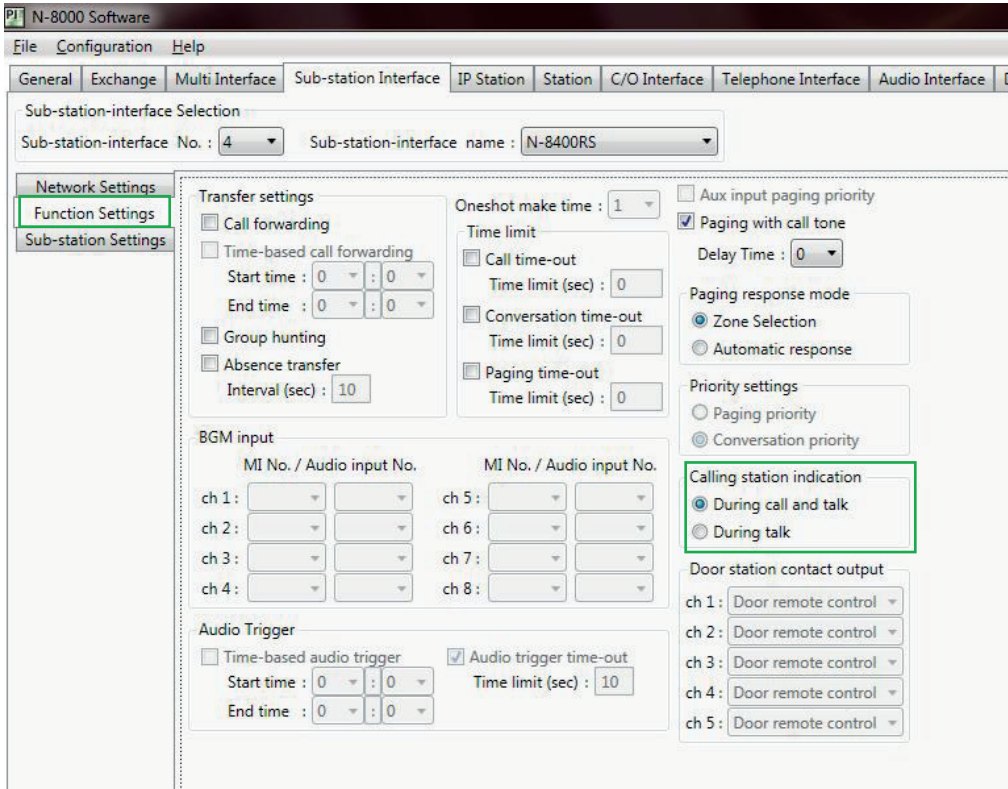 N-8000 Software
File Configuration Help
General Exchange Multi Interface Sub-station Interface IP Station Station C/O Interface Telephone Interface Audio Interface
Sub-station-interface Selection
Sub-station-interface No. : 4 Sub-station-interface name : N-8400RS
Network Settings
Function Settings
Sub-station Settings
Transfer settings
Call forwarding
Time-based call forwarding
Start time : 0 : 0
End time : 0 : 0
Group hunting
Absence transfer
Interval (sec) : 10
Oneshot make time : 1
Time limit
Call time-out
Time limit (sec) : 0
Conversation time-out
Time limit (sec) : 0
Paging time-out
Time limit (sec) : 0
Aux input paging priority
Paging with call tone
Delay Time : 0
Paging response mode
Zone Selection
Automatic response
Priority settings
Paging priority
Conversation priority
Calling station indication
During call and talk
During talk
BGM input
MI No. / Audio input No. MI No. / Audio input No.
ch 1 : ch 5 :
ch 2 : ch 6 :
ch 3 : ch 7 :
ch 4 : ch 8 :
Door station contact output
ch 1 : Door remote control
ch 2 : Door remote control
ch 3 : Door remote control
ch 4 : Door remote control
ch 5 : Door remote control
Audio Trigger
Time-based audio trigger
Start time : 0 : 0
End time : 0 : 0
Audio trigger time-out
Time limit (sec) : 10